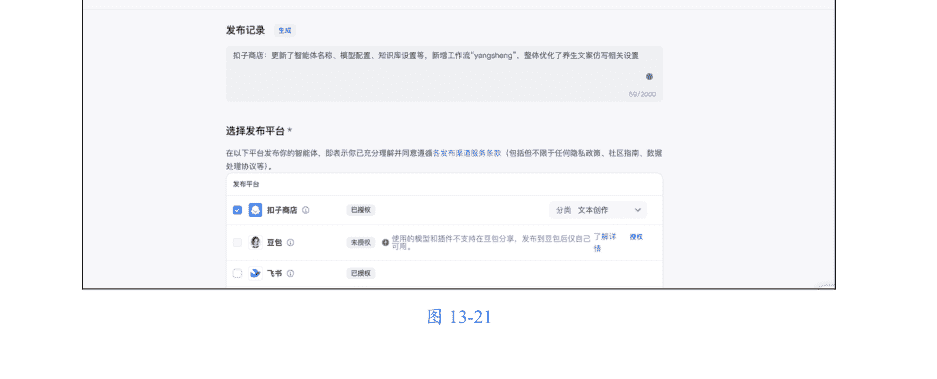 发布记录 生成
扣子商店：更新了智能体名称、模型配置、知识库设置等，新增工作流“yangsheng”，整体优化了养生文案仿写相关设置
69/2000
选择发布平台 *
在以下平台发布你的智能体，即表示你已充分理解并同意遵循各发布渠道服务条款（包括但不限于任何隐私政策、社区指南、数据
处理协议等）。
发布平台
扣子商店 已授权 分类 文本创作
豆包 未授权 使用的模型和插件不支持在豆包分享，发布到豆包后仅自己
可用。 了解详
情 授权
飞书 已授权
图 13-21